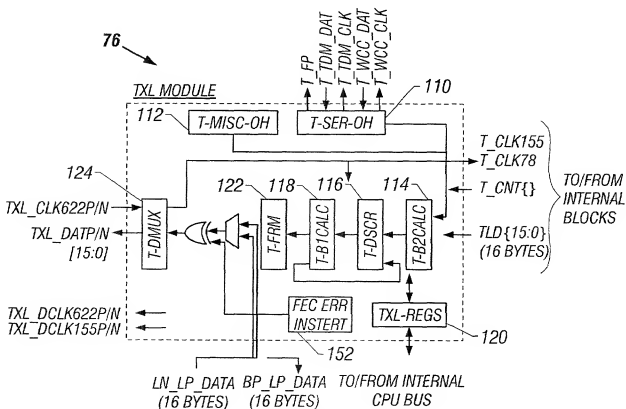 76
TXL MODULE
T_FP
T_TDM_DAT
T_TDM_CLK
T_WCC_DAT
T_WCC_CLK
110
112
T-MISC-OH
T-SER-OH
T_CLK155
T_CLK78
T_CNT{}
TO/FROM
INTERNAL
BLOCKS
TLD{15:0}
(16 BYTES)
124
122
118
116
114
TXL_CLK622P/N
TXL_DATP/N
[15:0]
T-DMUX
T-FRM
T-B1CALC
T-DSCR
T-B2CALC
TXL_DCLK622P/N
TXL_DCLK155P/N
FEC ERR
INSTERT
152
TXL-REGS
120
LN_LP_DATA
(16 BYTES)
BP_LP_DATA
(16 BYTES)
TO/FROM INTERNAL
CPU BUS